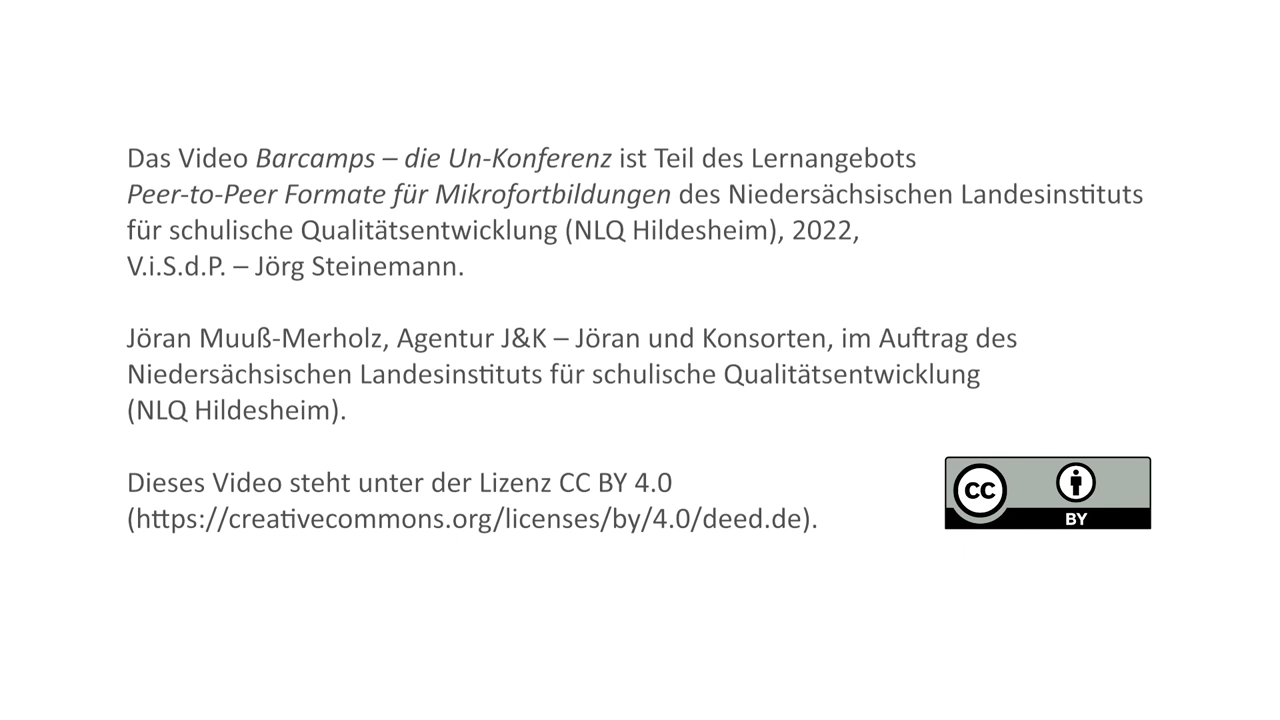 Das Video Barcamps – die Un-Konferenz ist Teil des Lernangebots
Peer-to-Peer Formate für Mikrofortbildungen des Niedersächsischen Landesinstituts
für schulische Qualitätsentwicklung (NLQ Hildesheim), 2022,
V.i.S.d.P. – Jörg Steinemann.
Jöran Muuß-Merholz, Agentur J&K – Jöran und Konsorten, im Auftrag des
Niedersächsischen Landesinstituts für schulische Qualitätsentwicklung
(NLQ Hildesheim).
Dieses Video steht unter der Lizenz CC BY 4.0
(https://creativecommons.org/licenses/by/4.0/deed.de).
CC
BY